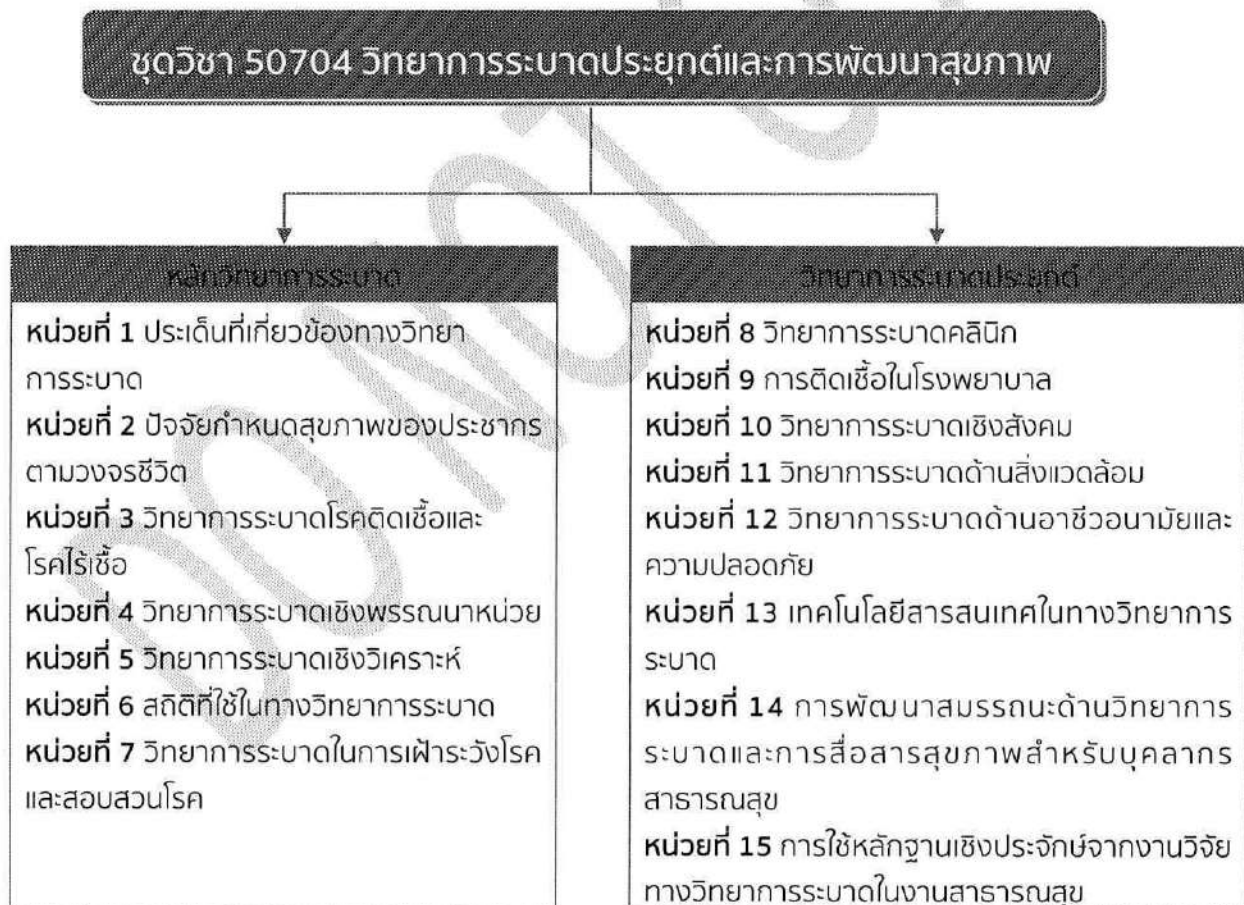 ชุดวิชา 50704 วิทยาการระบาดประยุกต์และการพัฒนาสุขภาพ
หลักวิทยาการระบาด
หน่วยที่ 1 ประเด็นที่เกี่ยวข้องทางวิทยา
การระบาด
หน่วยที่ 2 ปัจจัยกำหนดสุขภาพของประชากร
ตามวงจรชีวิต
หน่วยที่ 3 วิทยาการระบาดโรคติดเชื้อและ
โรคไร้เชื้อ
หน่วยที่ 4 วิทยาการระบาดเชิงพรรณนาหน่วย
หน่วยที่ 5 วิทยาการระบาดเชิงวิเคราะห์
หน่วยที่ 6 สถิติที่ใช้ในทางวิทยาการระบาด
หน่วยที่ 7 วิทยาการระบาดในการเฝ้าระวังโรค
และสอบสวนโรค
วิทยาการระบาดประยุกต์
หน่วยที่ 8 วิทยาการระบาดคลินิก
หน่วยที่ 9 การติดเชื้อในโรงพยาบาล
หน่วยที่ 10 วิทยาการระบาดเชิงสังคม
หน่วยที่ 11 วิทยาการระบาดด้านสิ่งแวดล้อม
หน่วยที่ 12 วิทยาการระบาดด้านอาชีวอนามัยและ
ความปลอดภัย
หน่วยที่ 13 เทคโนโลยีสารสนเทศในทางวิทยาการ
ระบาด
หน่วยที่ 14 การพัฒนาสมรรถนะด้านวิทยาการ
ระบาดและการสื่อสารสุขภาพสำหรับบุคลากร
สาธารณสุข
หน่วยที่ 15 การใช้หลักฐานเชิงประจักษ์จากงานวิจัย
ทางวิทยาการระบาดในงานสาธารณสุข
DO NOT